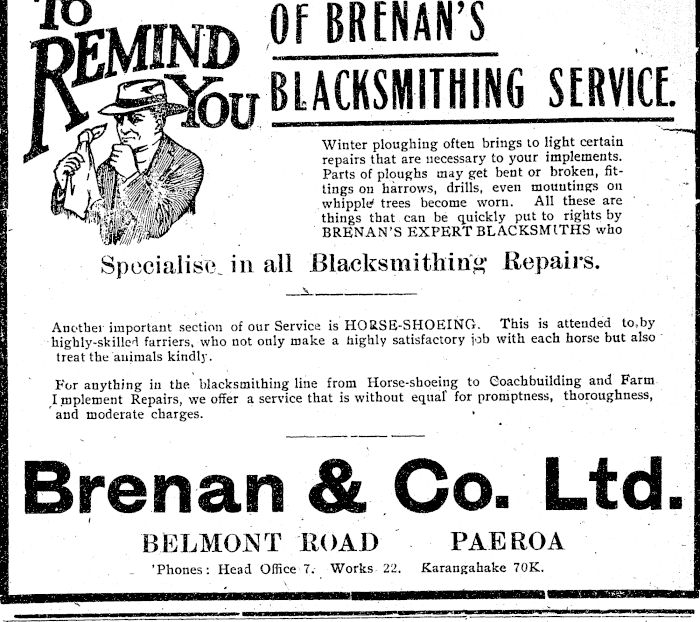 TO
REMIND
YOU
OF BRENAN'S
BLACKSMITHING SERVICE.
Winter ploughing often brings to light certain
repairs that are necessary to your implements.
Parts of ploughs may get bent or broken, fit-
tings on harrows, drills, even mountings on
whipple trees become worn. All these are
things that can be quickly put to rights by
BRENAN'S EXPERT BLACKSMITHS who
Specialise in all Blacksmithing Repairs.
Another important section of our Service is HORSE-SHOEING. This is attended to by
highly-skilled farriers, who not only make a highly satisfactory job with each horse but also
treat the animals kindly.
For anything in the blacksmithing line from Horse-shoeing to Coachbuilding and Farm
Implement Repairs, we offer a service that is without equal for promptness, thoroughness,
and moderate charges.
Brenan & Co. Ltd.
BELMONT ROAD PAEROA
'Phones: Head Office 7. Works 22. Karangahake 70K.